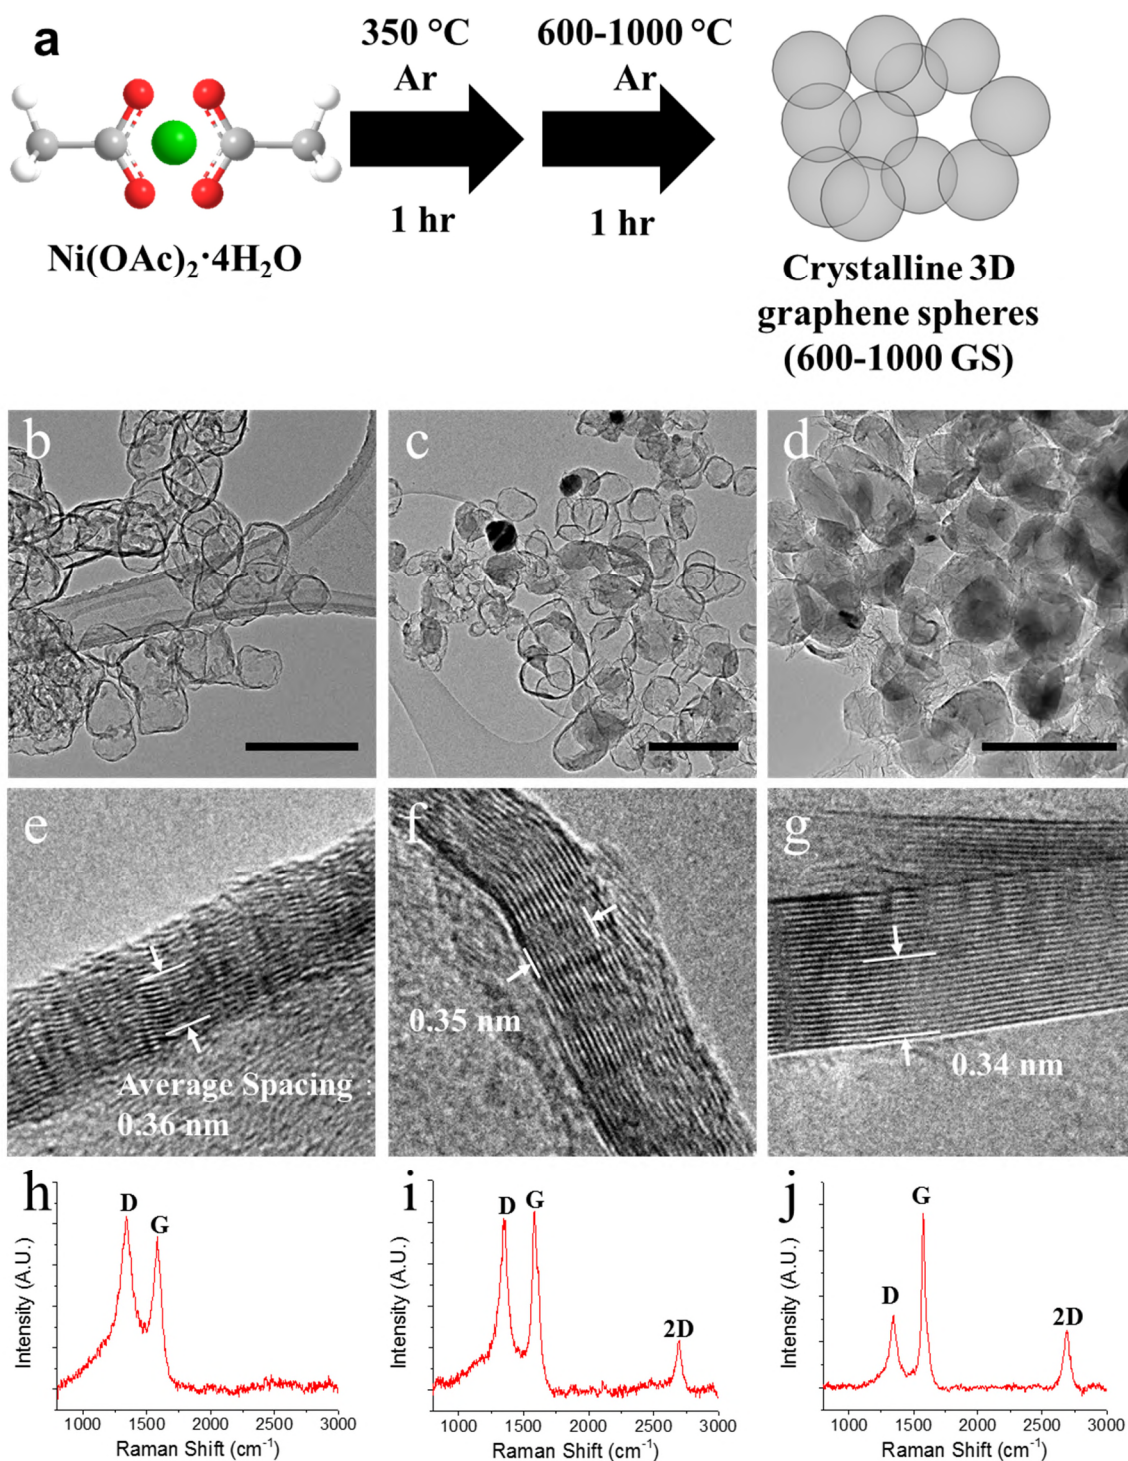 a
350 °C
Ar
1 hr
600-1000 °C
Ar
1 hr
Ni(OAc)₂·4H₂O
Crystalline 3D
graphene spheres
(600-1000 GS)
b
c
d
e
Average Spacing :
0.36 nm
f
0.35 nm
g
0.34 nm
h
D
G
Intensity (A.U.)
1000 1500 2000 2500 3000
Raman Shift (cm⁻¹)
i
D
G
2D
Intensity (A.U.)
1000 1500 2000 2500 3000
Raman Shift (cm⁻¹)
j
D
G
2D
Intensity (A.U.)
1000 1500 2000 2500 3000
Raman Shift (cm⁻¹)